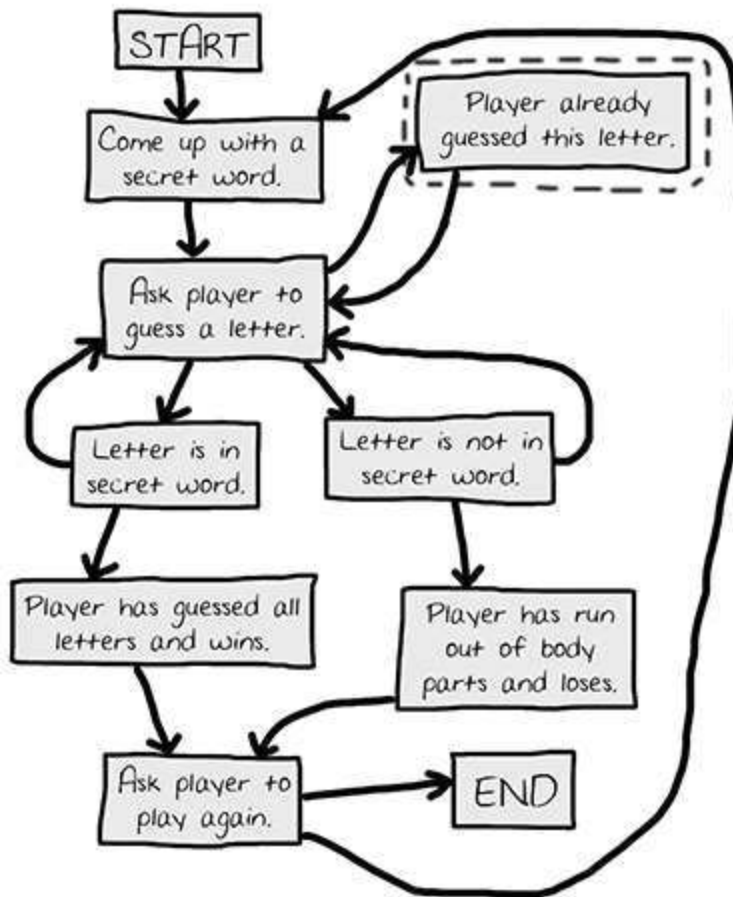 START
Player already
guessed this letter.
Come up with a
secret word.
Ask player to
guess a letter.
Letter is in
secret word.
Letter is not in
secret word.
Player has guessed all
letters and wins.
Player has run
out of body
parts and loses.
Ask player to
play again.
END